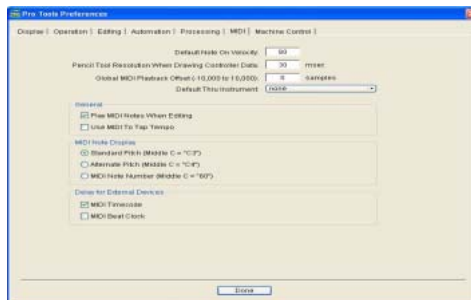 Pro Tools Preferences
Display | Operation | Editing | Automation | Processing | MIDI | Machine Control |
Default Note On Velocity: 80
Pencil Tool Resolution When Drawing Controller Data: 30 msec
Global MIDI Playback Offset (-10,000 to 10,000): 0 samples
Default Thru Instrument: none
General
Play MIDI Notes When Editing
Use MIDI To Tap Tempo
MIDI Note Display
Standard Pitch (Middle C = "C3")
Alternate Pitch (Middle C = "C4")
MIDI Note Number (Middle C = "60")
Delay for External Devices
MIDI Timecode
MIDI Beat Clock
Done